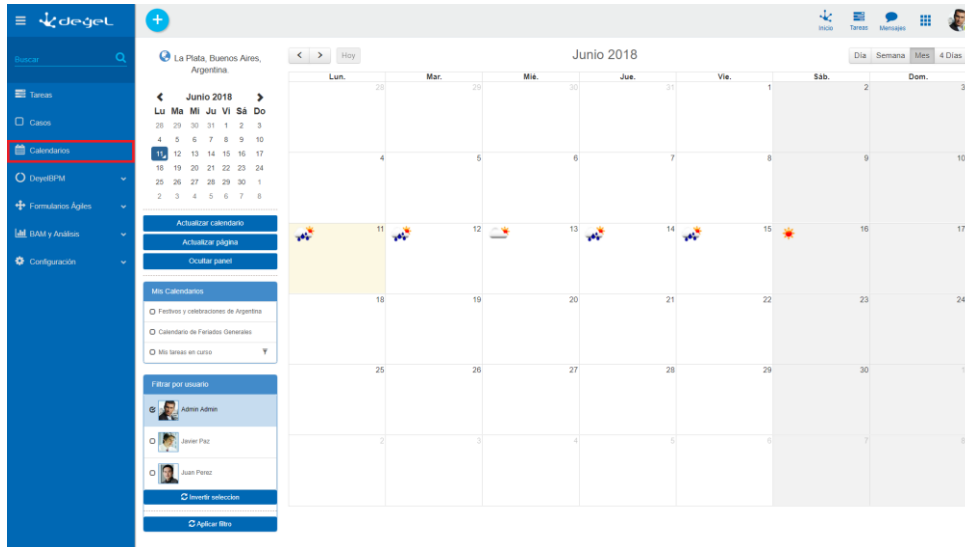 deyel
Inicio
Tareas
Mensajes
Buscar
Tareas
Casos
Calendarios
DeyelBPM
Formularios Ágiles
BAM y Análisis
Configuración
La Plata, Buenos Aires,
Argentina.
Junio 2018
Lu Ma Mi Ju Vi Sá Do
28 29 30 31 1 2 3
4 5 6 7 8 9 10
11 12 13 14 15 16 17
18 19 20 21 22 23 24
25 26 27 28 29 30 1
2 3 4 5 6 7 8
Actualizar calendario
Actualizar página
Ocultar panel
Mis Calendarios
Festivos y celebraciones de Argentina
Calendario de Feriados Generales
Mis tareas en curso
Filtrar por usuario
Admin Admin
Javier Paz
Juan Perez
Invertir seleccion
Aplicar filtro
Hoy
Junio 2018
Día Semana Mes 4 Días
Lun. Mar. Mié. Jue. Vie. Sáb. Dom.
28 29 30 31 1 2 3
4 5 6 7 8 9 10
11 12 13 14 15 16 17
18 19 20 21 22 23 24
25 26 27 28 29 30 1
2 3 4 5 6 7 8